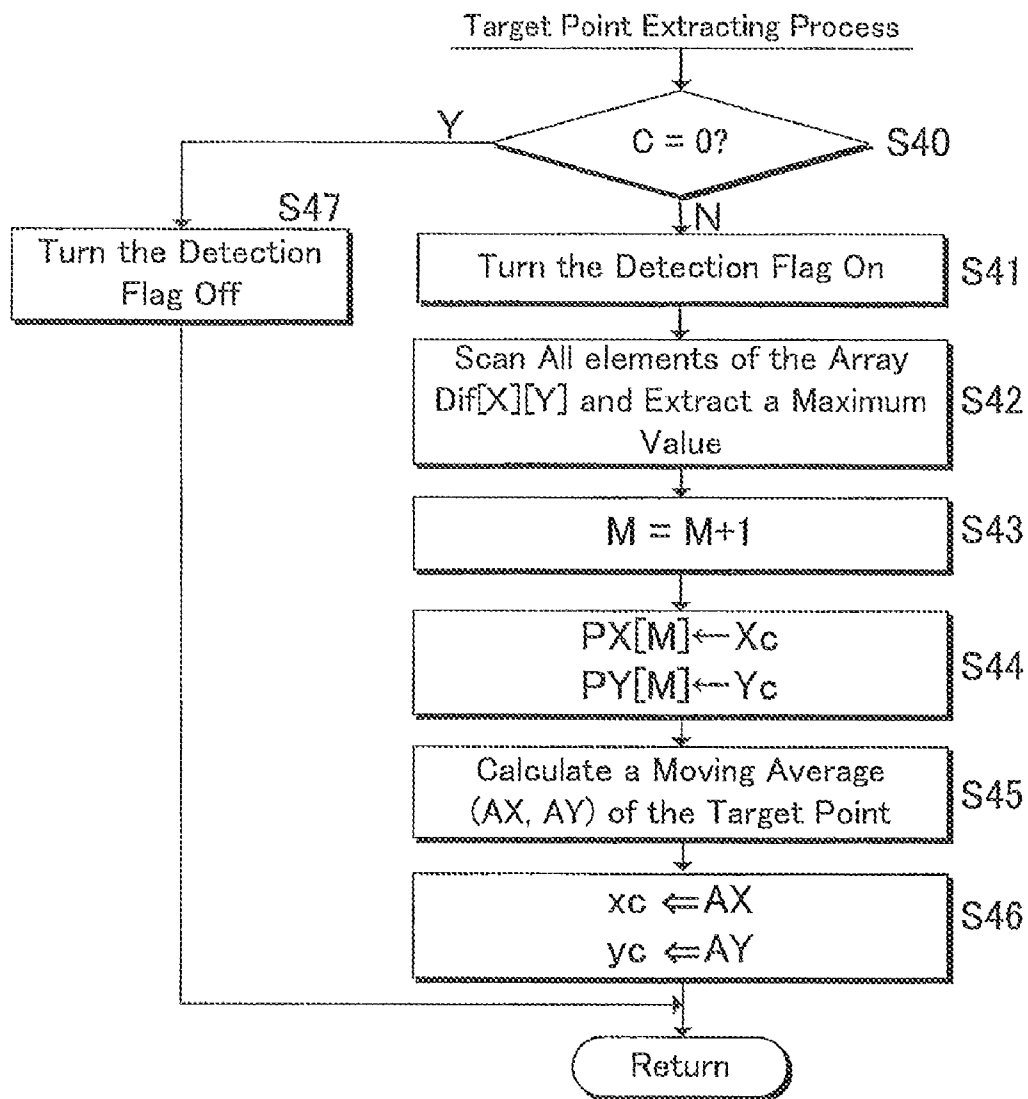 Target Point Extracting Process
C = 0?
S40
Y
N
S47
Turn the Detection
Flag Off
Turn the Detection Flag On
S41
Scan All elements of the Array
Dif[X][Y] and Extract a Maximum
Value
S42
M = M+1
S43
PX[M]←Xc
PY[M]←Yc
S44
Calculate a Moving Average
(AX, AY) of the Target Point
S45
xc ⇐AX
yc ⇐AY
S46
Return